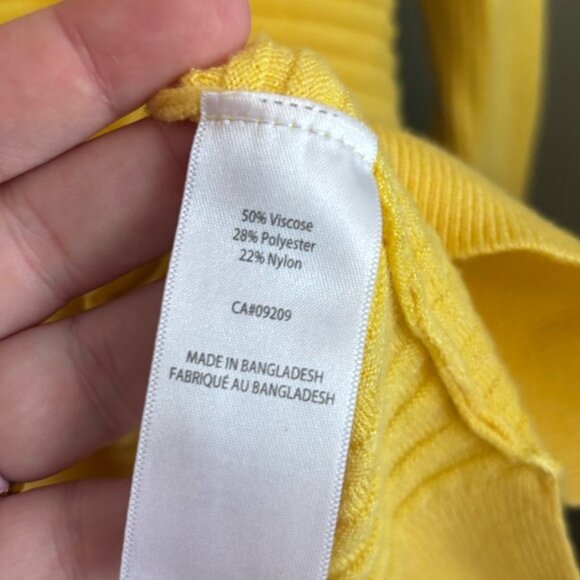 50% Viscose
28% Polyester
22% Nylon
CA#09209
MADE IN BANGLADESH
FABRIQUÉ AU BANGLADESH